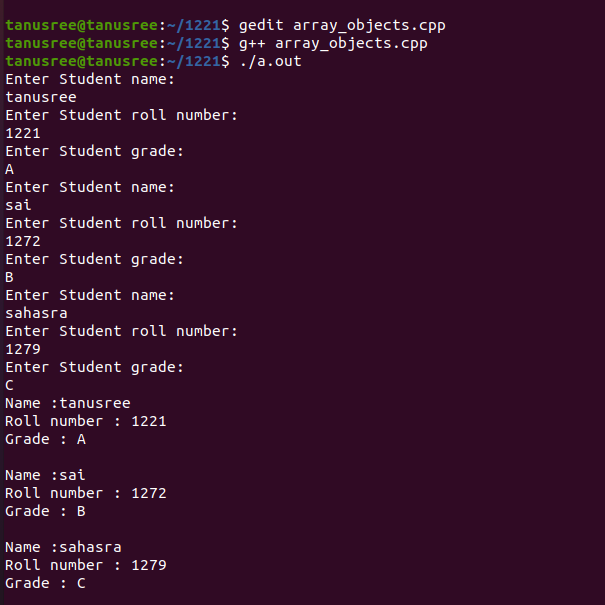 tanusree@tanusree:~/1221$ gedit array_objects.cpp
tanusree@tanusree:~/1221$ g++ array_objects.cpp
tanusree@tanusree:~/1221$ ./a.out
Enter Student name:
tanusree
Enter Student roll number:
1221
Enter Student grade:
A
Enter Student name:
sai
Enter Student roll number:
1272
Enter Student grade:
B
Enter Student name:
sahasra
Enter Student roll number:
1279
Enter Student grade:
C
Name :tanusree
Roll number : 1221
Grade : A
Name :sai
Roll number : 1272
Grade : B
Name :sahasra
Roll number : 1279
Grade : C